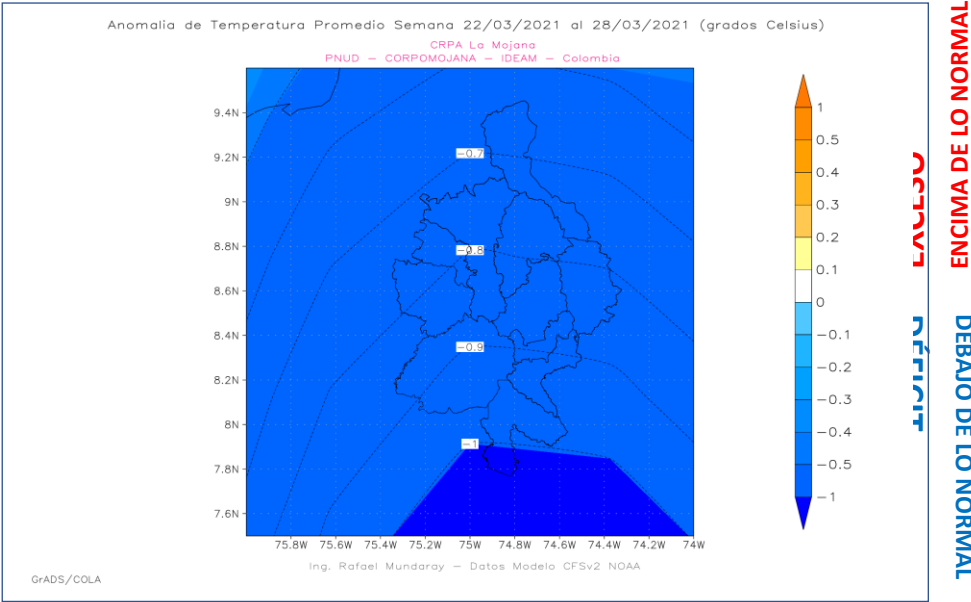 Anomalia de Temperatura Promedio Semana 22/03/2021 al 28/03/2021 (grados Celsius)
CRPA La Mojana
PNUD – CORPOMOJANA – IDEAM – Colombia
9.4N
9.2N
9N
8.8N
8.6N
8.4N
8.2N
8N
7.8N
7.6N
−0.7
−0.8
−0.9
−1
75.8W 75.6W 75.4W 75.2W 75W 74.8W 74.6W 74.4W 74.2W 74W
1
0.5
0.4
0.3
0.2
0.1
0
−0.1
−0.2
−0.3
−0.4
−0.5
−1
ENCIMA DE LO NORMAL
DÉFICIT
DEBAJO DE LO NORMAL
Ing. Rafael Mundaray – Datos Modelo CFSv2 NOAA
GrADS/COLA